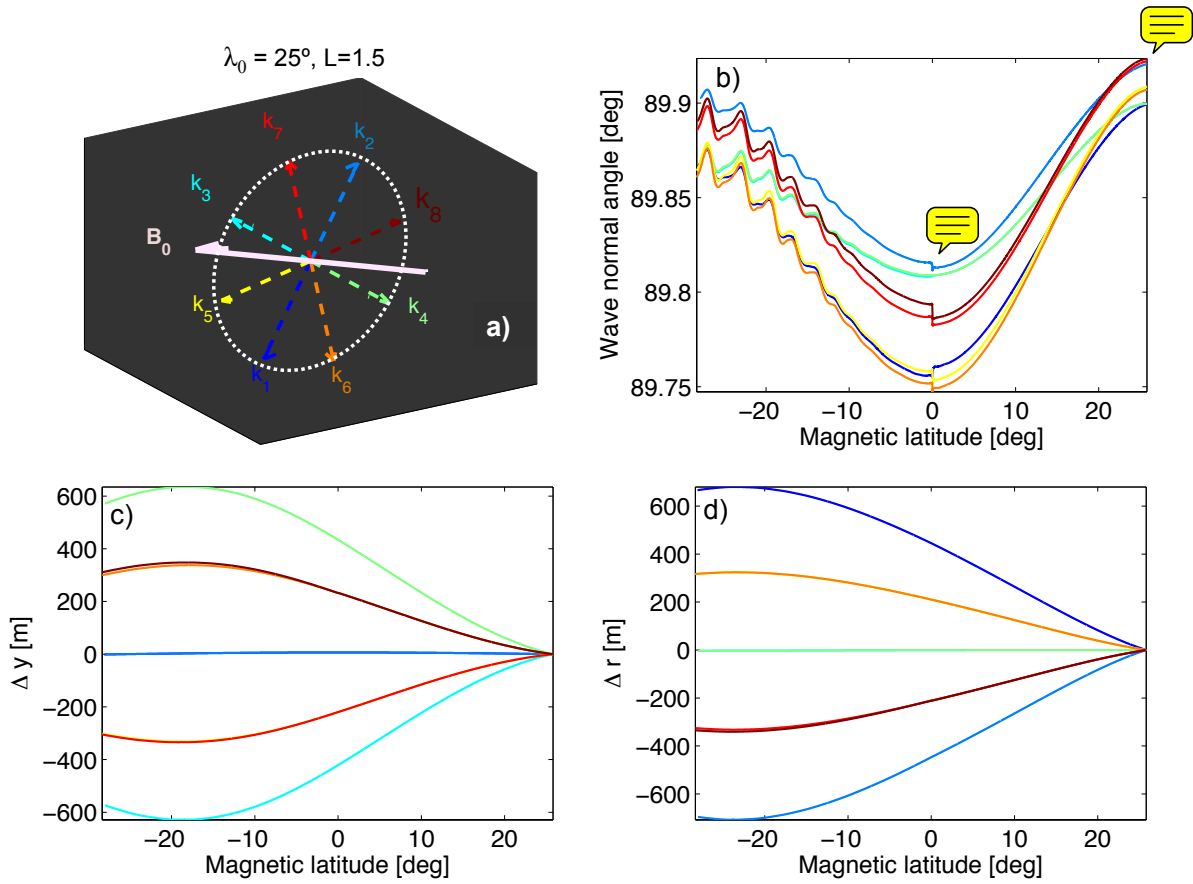 λ₀ = 25º, L=1.5
k₇
k₂
k₃
k₈
B₀
k₅
k₄
a)
k₁
k₆
b)
Wave normal angle [deg]
89.9
89.85
89.8
89.75
−20 −10 0 10 20
Magnetic latitude [deg]
c)
Δ y [m]
600
400
200
0
−200
−400
−600
−20 −10 0 10 20
Magnetic latitude [deg]
d)
Δ r [m]
600
400
200
0
−200
−400
−600
−20 −10 0 10 20
Magnetic latitude [deg]